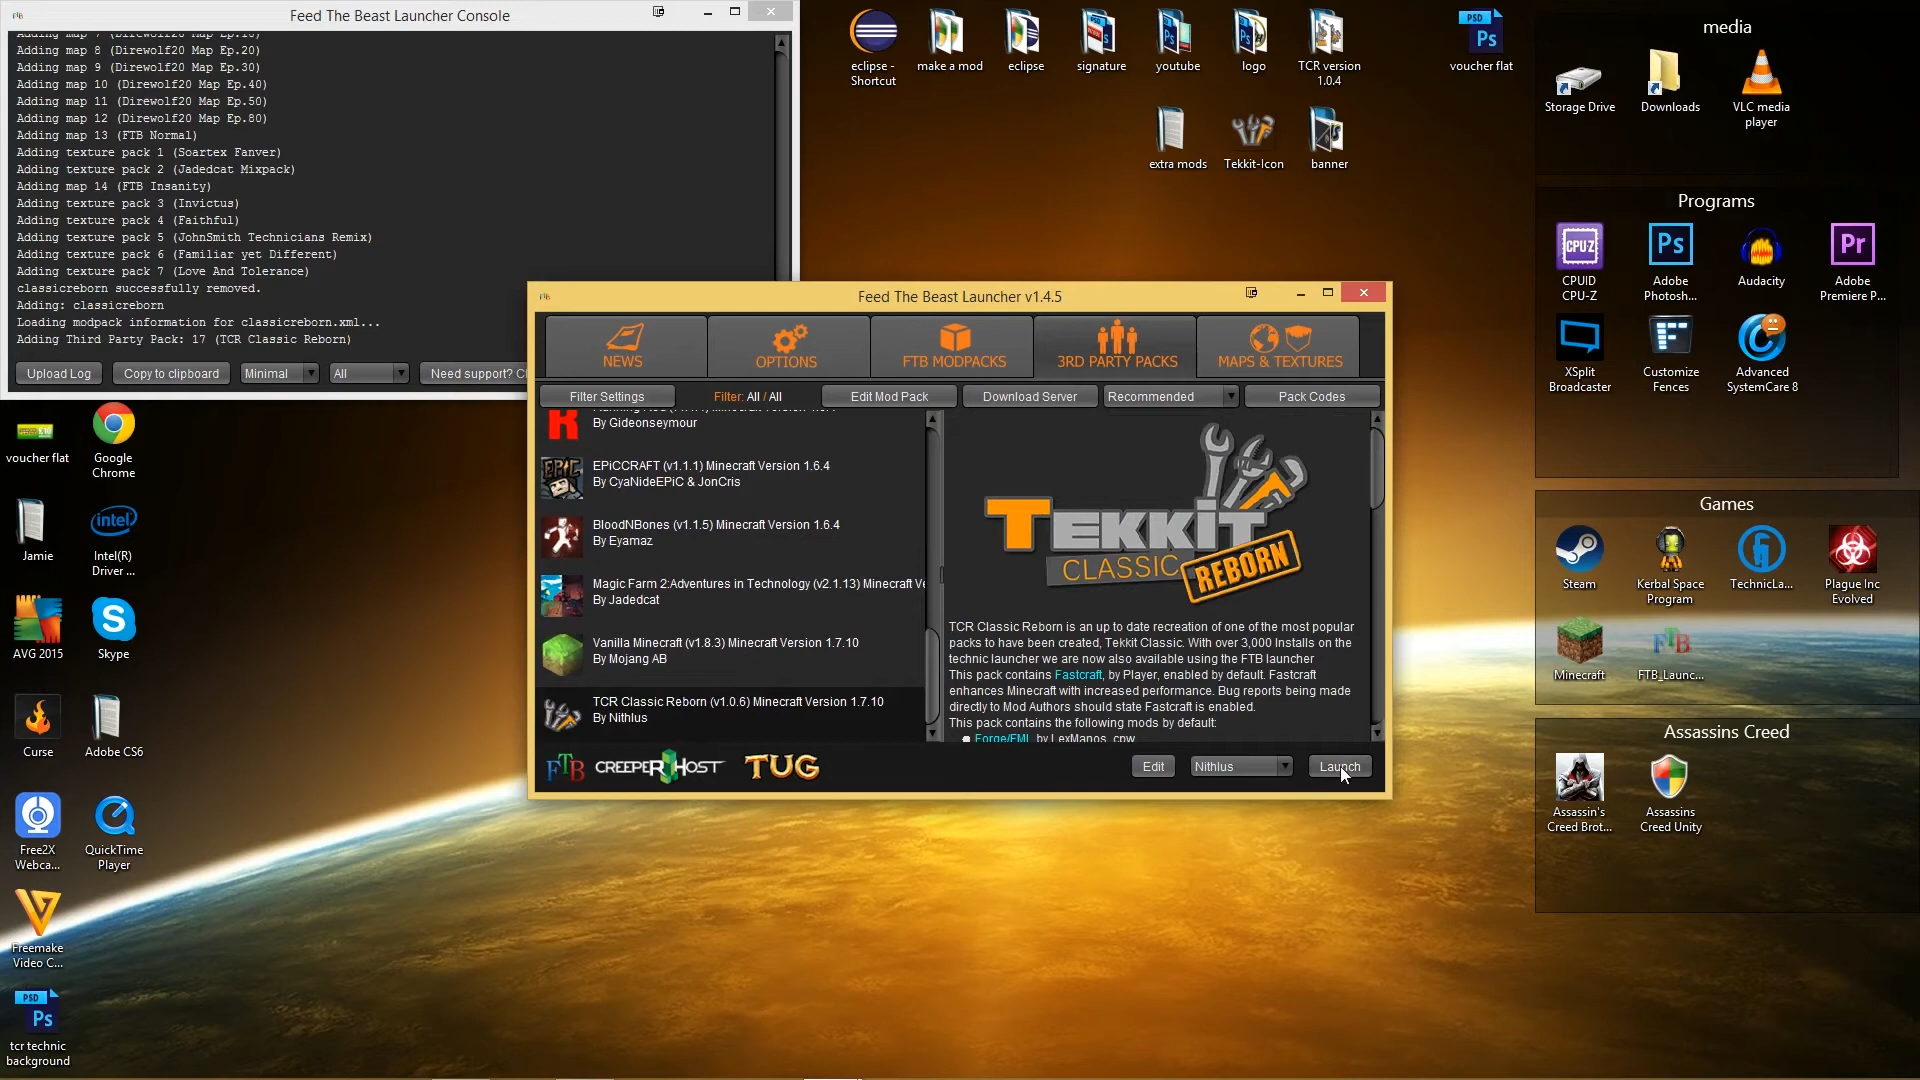 Feed The Beast Launcher Console
Adding map 8 (Direwolf20 Map Ep.20)
Adding map 9 (Direwolf20 Map Ep.30)
Adding map 10 (Direwolf20 Map Ep.40)
Adding map 11 (Direwolf20 Map Ep.50)
Adding map 12 (Direwolf20 Map Ep.80)
Adding map 13 (FTB Normal)
Adding texture pack 1 (Soartex Fanver)
Adding texture pack 2 (Jadedcat Mixpack)
Adding map 14 (FTB Insanity)
Adding texture pack 3 (Invictus)
Adding texture pack 4 (Faithful)
Adding texture pack 5 (JohnSmith Technicians Remix)
Adding texture pack 6 (Familiar yet Different)
Adding texture pack 7 (Love And Tolerance)
classicreborn successfully removed.
Adding: classicreborn
Loading modpack information for classicreborn.xml...
Adding Third Party Pack: 17 (TCR Classic Reborn)
Upload Log
Copy to clipboard
Minimal
All
Need support? Cl
eclipse -
Shortcut
make a mod
eclipse
signature
youtube
logo
TCR version
1.0.4
PSD
Ps
voucher flat
extra mods
Tekkit-Icon
banner
media
Storage Drive
Downloads
VLC media
player
Programs
CPU-Z
CPUID
CPU-Z
Ps
Adobe
Photosh...
Audacity
Pr
Adobe
Premiere P...
XSplit
Broadcaster
Customize
Fences
Advanced
SystemCare 8
Games
Steam
Kerbal Space
Program
TechnicLa...
Plague Inc
Evolved
Minecraft
FTB_Launc...
Assassins Creed
Assassin's
Creed Brot...
Assassins
Creed Unity
Feed The Beast Launcher v1.4.5
NEWS
OPTIONS
FTB MODPACKS
3RD PARTY PACKS
MAPS & TEXTURES
Filter Settings
Filter: All / All
Edit Mod Pack
Download Server
Recommended
Pack Codes
By Gideonseymour
EPiCCRAFT (v1.1.1) Minecraft Version 1.6.4
By CyaNideEPiC & JonCris
BloodNBones (v1.1.5) Minecraft Version 1.6.4
By Eyamaz
Magic Farm 2:Adventures in Technology (v2.1.13) Minecraft Ve
By Jadedcat
Vanilla Minecraft (v1.8.3) Minecraft Version 1.7.10
By Mojang AB
TCR Classic Reborn (v1.0.6) Minecraft Version 1.7.10
By Nithlus
TEKKIT
CLASSIC
REBORN
TCR Classic Reborn is an up to date recreation of one of the most popular
packs to have been created, Tekkit Classic. With over 3,000 Installs on the
technic launcher we are now also available using the FTB launcher
This pack contains Fastcraft, by Player, enabled by default. Fastcraft
enhances Minecraft with increased performance. Bug reports being made
directly to Mod Authors should state Fastcraft is enabled.
This pack contains the following mods by default:
Forge/FML, by LexManos, cpw
FTB
CREEPERHOST
TUG
Edit
Nithlus
Launch
voucher flat
Google
Chrome
Jamie
intel
Intel(R)
Driver ...
AVG 2015
Skype
Curse
Adobe CS6
Free2X
Webca...
QuickTime
Player
Freemake
Video C...
PSD
Ps
tcr technic
background